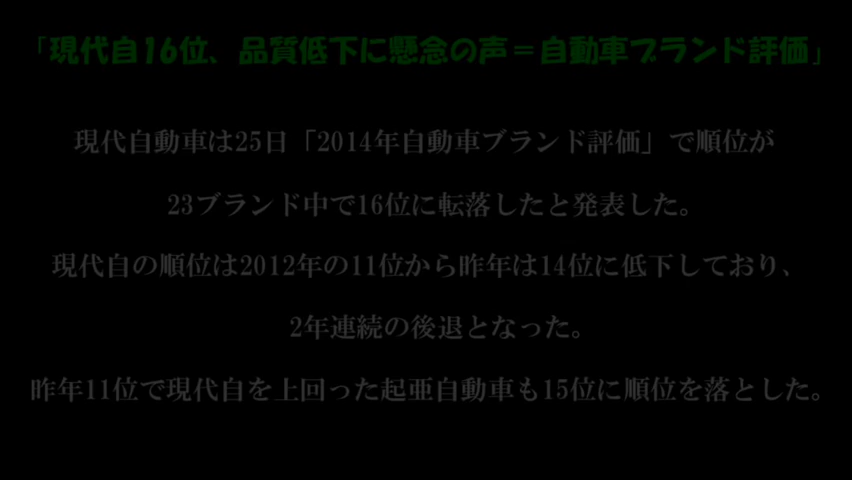 「現代自16位、品質低下に懸念の声＝自動車ブランド評価」
現代自動車は25日「2014年自動車ブランド評価」で順位が
23ブランド中で16位に転落したと発表した。
現代自の順位は2012年の11位から昨年は14位に低下しており、
2年連続の後退となった。
昨年11位で現代自を上回った起亜自動車も15位に順位を落とした。